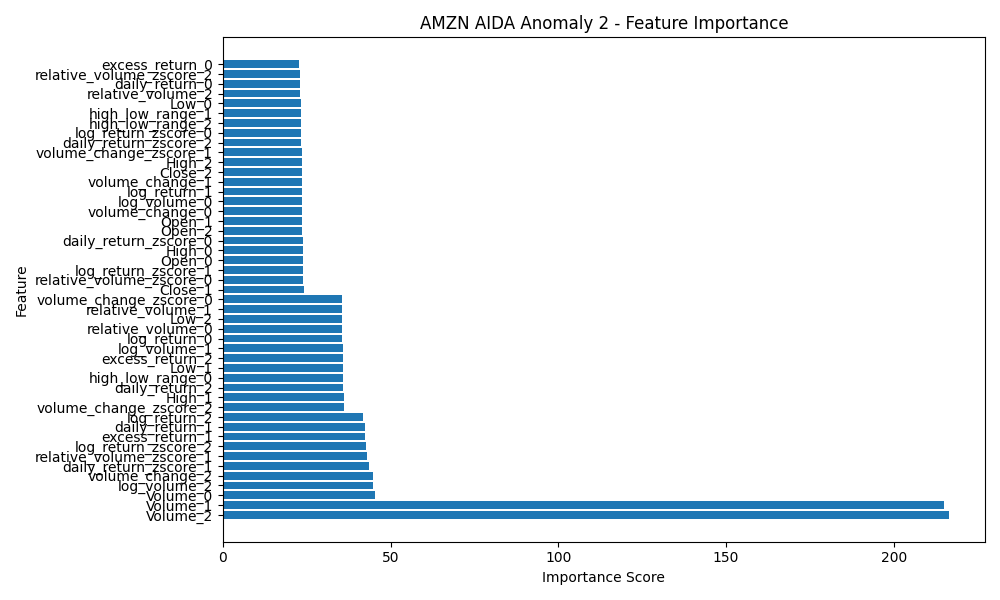 AMZN AIDA Anomaly 2 - Feature Importance
excess_return_0
relative_volume_zscore_2
daily_return_0
relative_volume_2
Low_0
high_low_range_1
high_low_range_2
log_return_zscore_0
daily_return_zscore_2
volume_change_zscore_1
High_2
Close_2
volume_change_1
log_return_1
log_volume_0
volume_change_0
Open_1
Open_2
daily_return_zscore_0
High_0
Open_0
log_return_zscore_1
relative_volume_zscore_0
Close_1
volume_change_zscore_0
relative_volume_1
Low_2
relative_volume_0
log_return_0
log_volume_1
excess_return_2
Low_1
high_low_range_0
daily_return_2
High_1
volume_change_zscore_2
log_return_2
daily_return_1
excess_return_1
log_return_zscore_2
relative_volume_zscore_1
daily_return_zscore_1
volume_change_2
log_volume_2
Volume_0
Volume_1
Volume_2
Feature
0 50 100 150 200
Importance Score